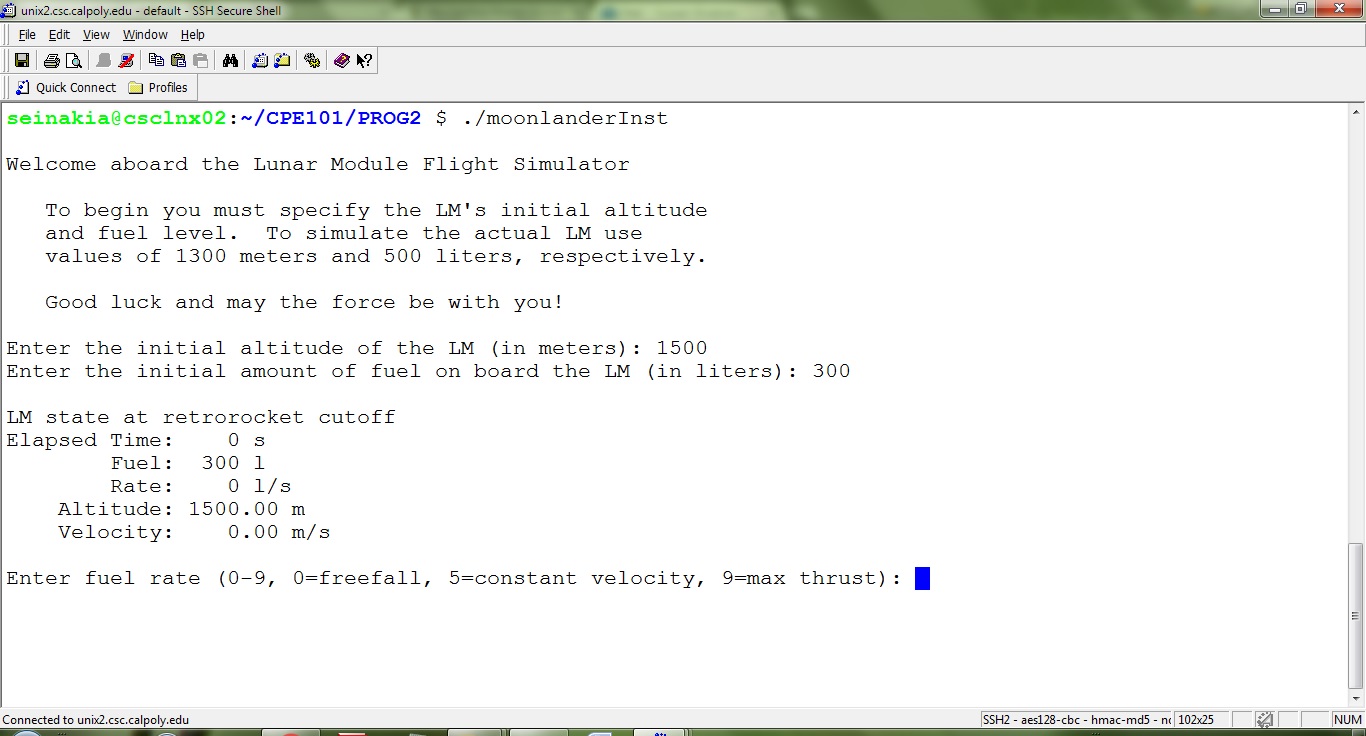 unix2.csc.calpoly.edu - default - SSH Secure Shell
File Edit View Window Help
Quick Connect Profiles
seinakia@csclnx02:~/CPE101/PROG2 $ ./moonlanderInst
Welcome aboard the Lunar Module Flight Simulator
To begin you must specify the LM's initial altitude
and fuel level.  To simulate the actual LM use
values of 1300 meters and 500 liters, respectively.
Good luck and may the force be with you!
Enter the initial altitude of the LM (in meters): 1500
Enter the initial amount of fuel on board the LM (in liters): 300
LM state at retrorocket cutoff
Elapsed Time:    0 s
Fuel:  300 l
Rate:    0 l/s
Altitude: 1500.00 m
Velocity:    0.00 m/s
Enter fuel rate (0-9, 0=freefall, 5=constant velocity, 9=max thrust):
Connected to unix2.csc.calpoly.edu SSH2 - aes128-cbc - hmac-md5 - nc 102x25 NUM